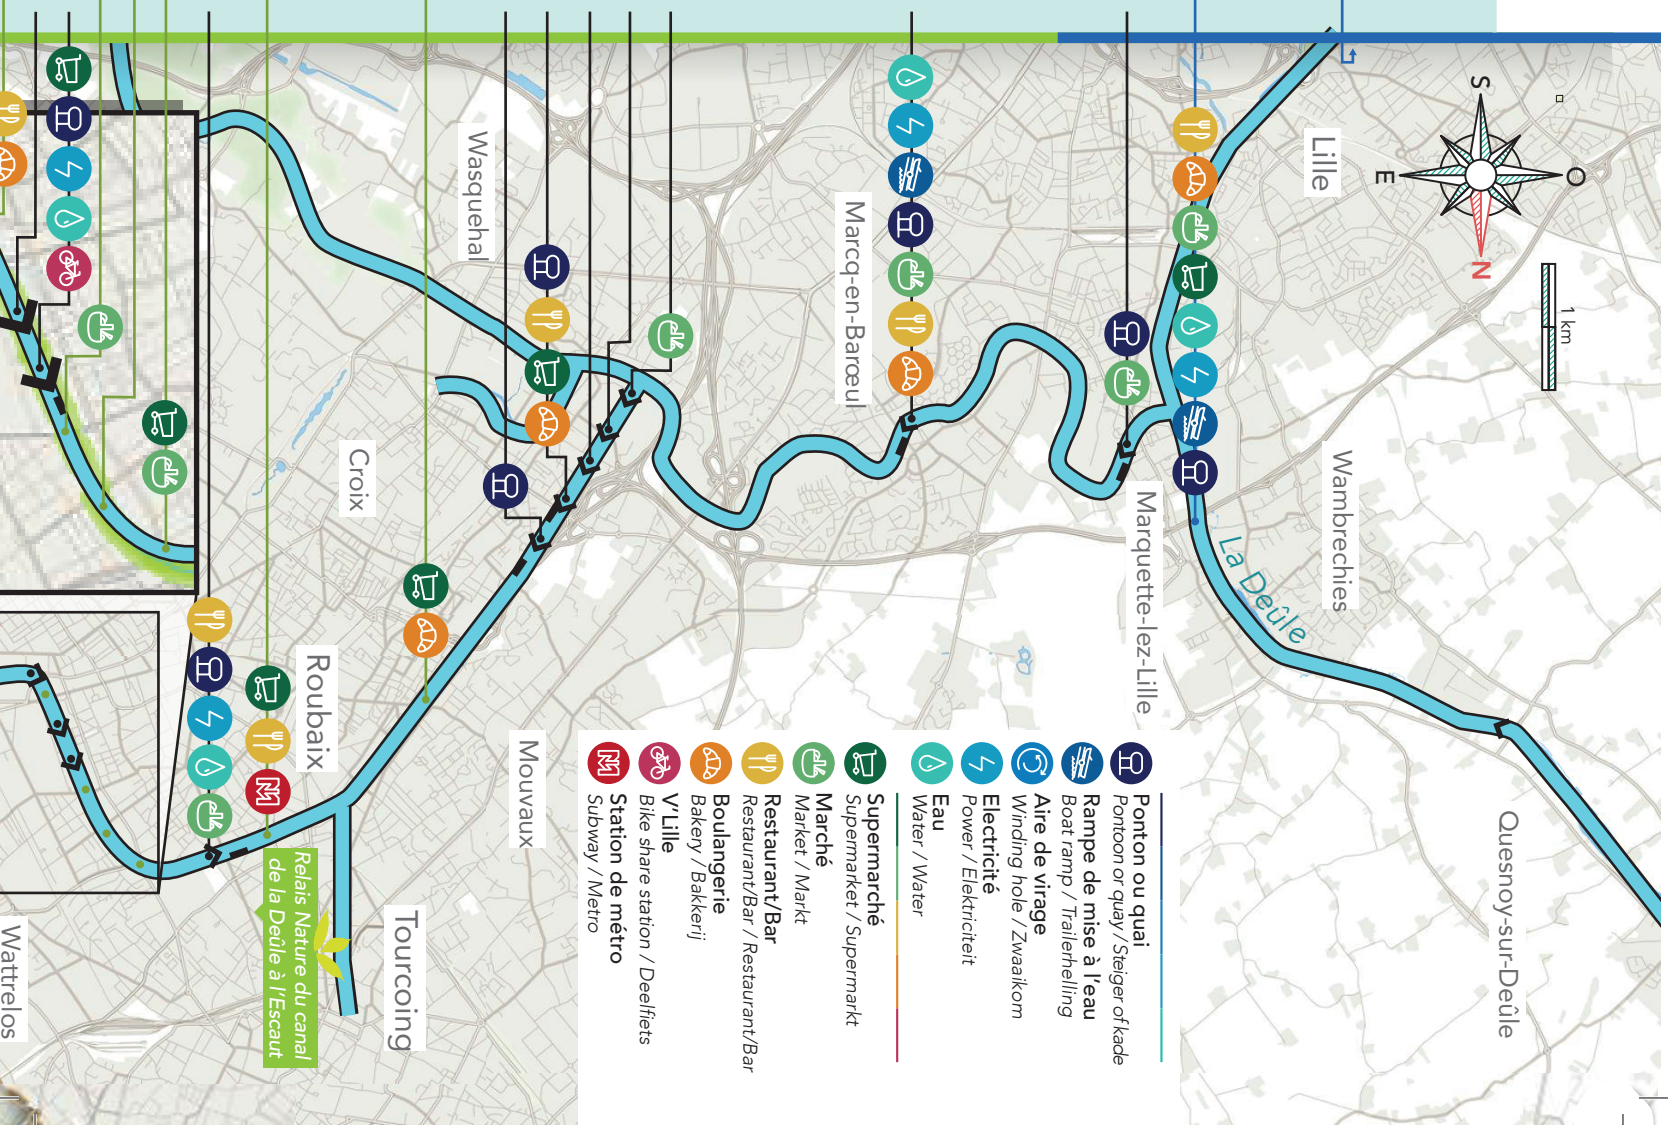 S
O
E
N
1 km
Lille
Wambrechies
La Deûle
Quesnoy-sur-Deûle
Marquette-lez-Lille
Marcq-en-Barœul
Wasquehal
Croix
Mouvaux
Roubaix
Tourcoing
Wattrelos
Relais Nature du canal
de la Deûle à l'Escaut
Ponton ou quai
Pontoon or quay / Steiger of kade
Rampe de mise à l'eau
Boat ramp / Trailerhelling
Aire de virage
Winding hole / Zwaaikom
Electricité
Power / Elektriciteit
Eau
Water / Water
Supermarché
Supermarket / Supermarkt
Marché
Market / Markt
Restaurant/Bar
Restaurant/Bar / Restaurant/Bar
Boulangerie
Bakery / Bakkerij
V'Lille
Bike share station / Deelfiets
Station de métro
Subway / Metro